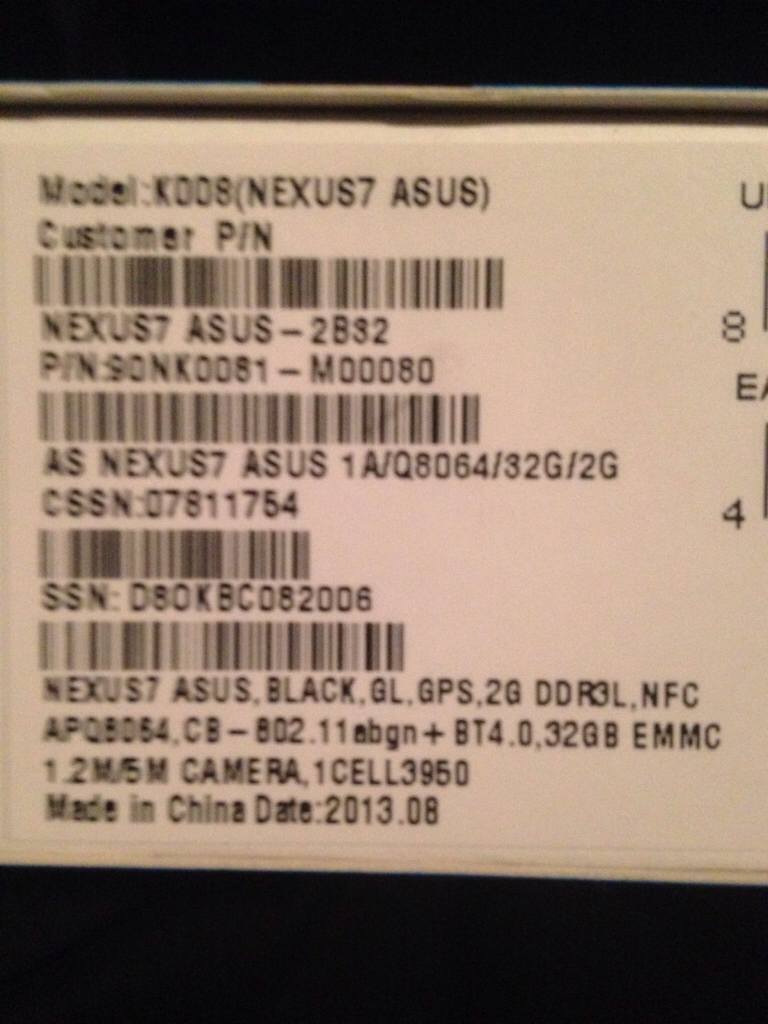 Model:K008(NEXUS7 ASUS)
Customer P/N
NEXUS7 ASUS-2B32
P/N:90NK0081-M00080
AS NEXUS7 ASUS 1A/Q8064/32G/2G
CSSN:07811754
SSN: D8OKBC082006
NEXUS7 ASUS,BLACK,GL,GPS,2G DDR3L,NFC
APQ8064,CB-802.11abgn+BT4.0,32GB EMMC
1.2M/5M CAMERA,1CELL3950
Made in China Date:2013.08
8
4